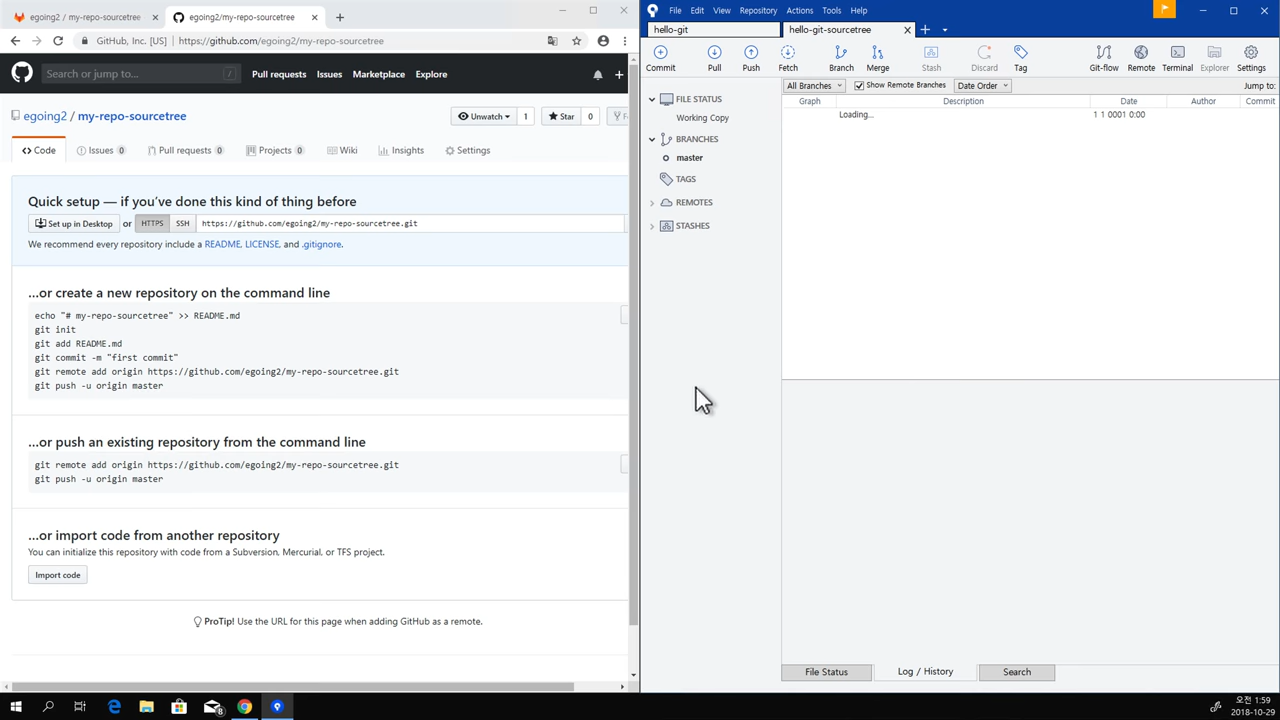 egoing2 / my-repo-sourcetree
egoing2/my-repo-sourcetree
GitHub, Inc. [US]
https://github.com/egoing2/my-repo-sourcetree
Search or jump to...
/
Pull requests
Issues
Marketplace
Explore
egoing2 / my-repo-sourcetree
Unwatch
1
Star
0
Code
Issues 0
Pull requests 0
Projects 0
Wiki
Insights
Settings
Quick setup — if you've done this kind of thing before
Set up in Desktop
or
HTTPS
SSH
https://github.com/egoing2/my-repo-sourcetree.git
We recommend every repository include a README, LICENSE, and .gitignore.
…or create a new repository on the command line
echo "# my-repo-sourcetree" >> README.md
git init
git add README.md
git commit -m "first commit"
git remote add origin https://github.com/egoing2/my-repo-sourcetree.git
git push -u origin master
…or push an existing repository from the command line
git remote add origin https://github.com/egoing2/my-repo-sourcetree.git
git push -u origin master
…or import code from another repository
You can initialize this repository with code from a Subversion, Mercurial, or TFS project.
Import code
ProTip! Use the URL for this page when adding GitHub as a remote.
File
Edit
View
Repository
Actions
Tools
Help
hello-git
hello-git-sourcetree
Commit
Pull
Push
Fetch
Branch
Merge
Stash
Discard
Tag
Git-flow
Remote
Terminal
Explorer
Settings
All Branches
Show Remote Branches
Date Order
Jump to:
Graph
Description
Date
Author
Commit
Loading...
1 1 0001 0:00
FILE STATUS
Working Copy
BRANCHES
master
TAGS
REMOTES
STASHES
File Status
Log / History
Search
8
오전 1:59
2018-10-29